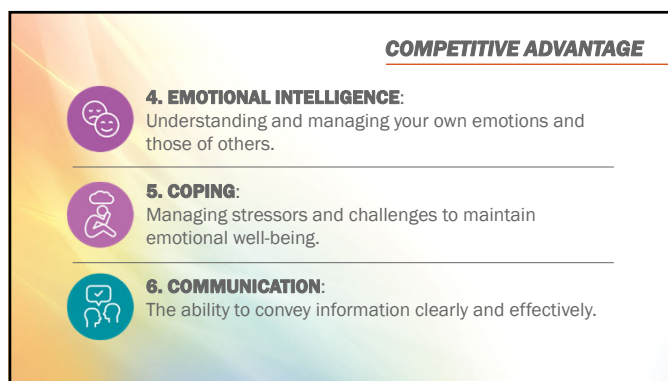 COMPETITIVE ADVANTAGE
4. EMOTIONAL INTELLIGENCE:
Understanding and managing your own emotions and
those of others.
5. COPING:
Managing stressors and challenges to maintain
emotional well-being.
6. COMMUNICATION:
The ability to convey information clearly and effectively.